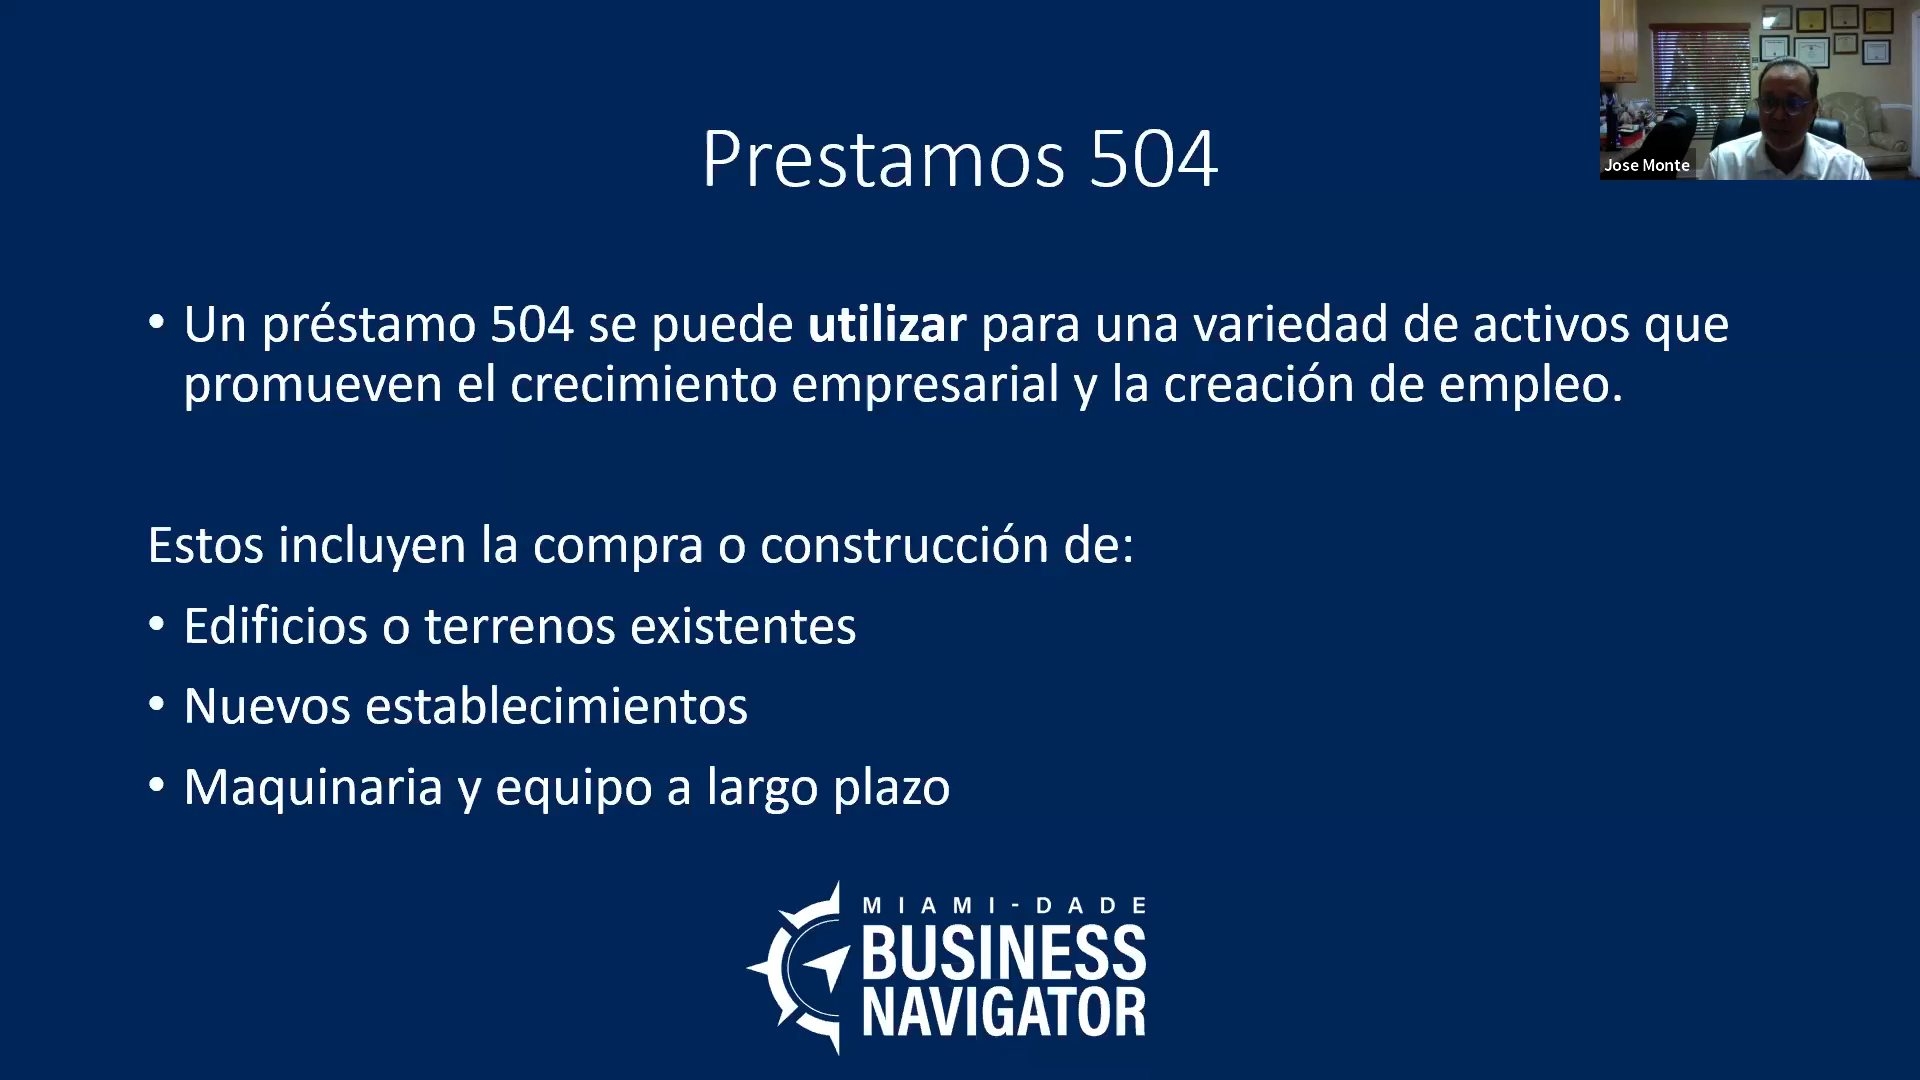 Jose Monte
Prestamos 504
• Un préstamo 504 se puede utilizar para una variedad de activos que
promueven el crecimiento empresarial y la creación de empleo.
Estos incluyen la compra o construcción de:
• Edificios o terrenos existentes
• Nuevos establecimientos
• Maquinaria y equipo a largo plazo
MIAMI-DADE
BUSINESS
NAVIGATOR